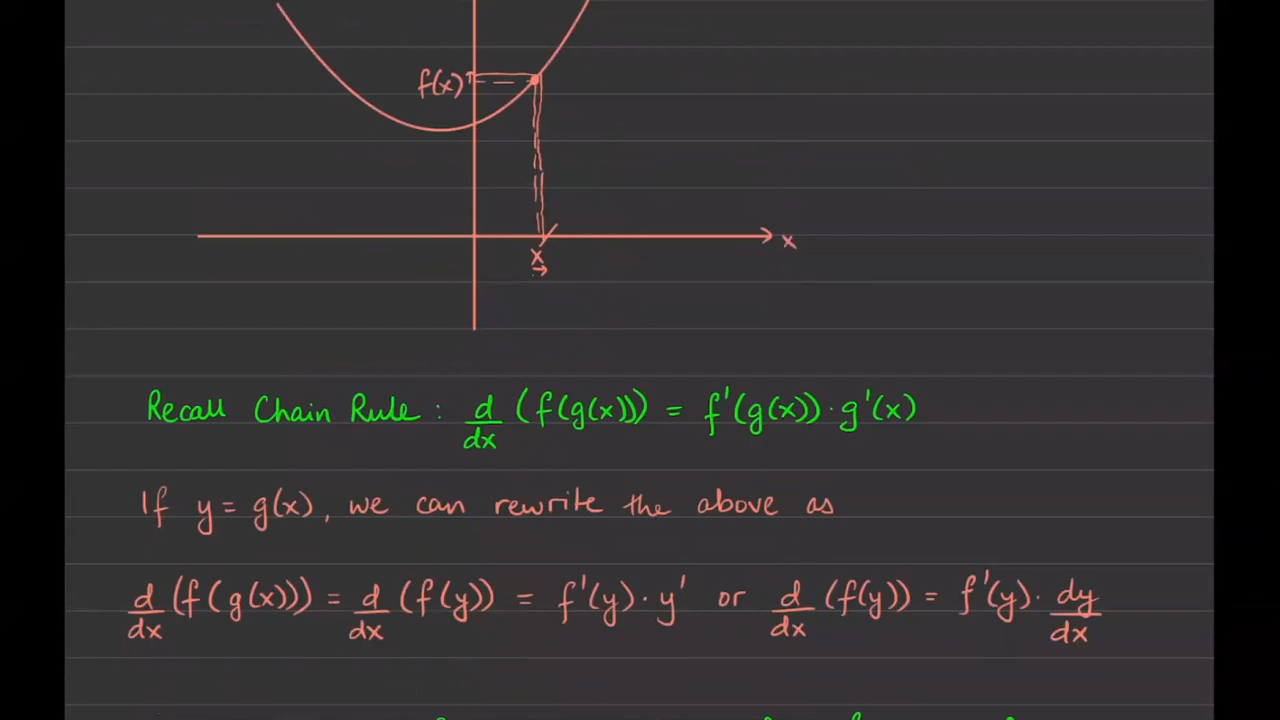 f(x)
x
x
Recall Chain Rule : d/dx (f(g(x))) = f'(g(x)) · g'(x)
If y = g(x), we can rewrite the above as
d/dx (f(g(x))) = d/dx (f(y)) = f'(y) · y' or d/dx (f(y)) = f'(y) · dy/dx